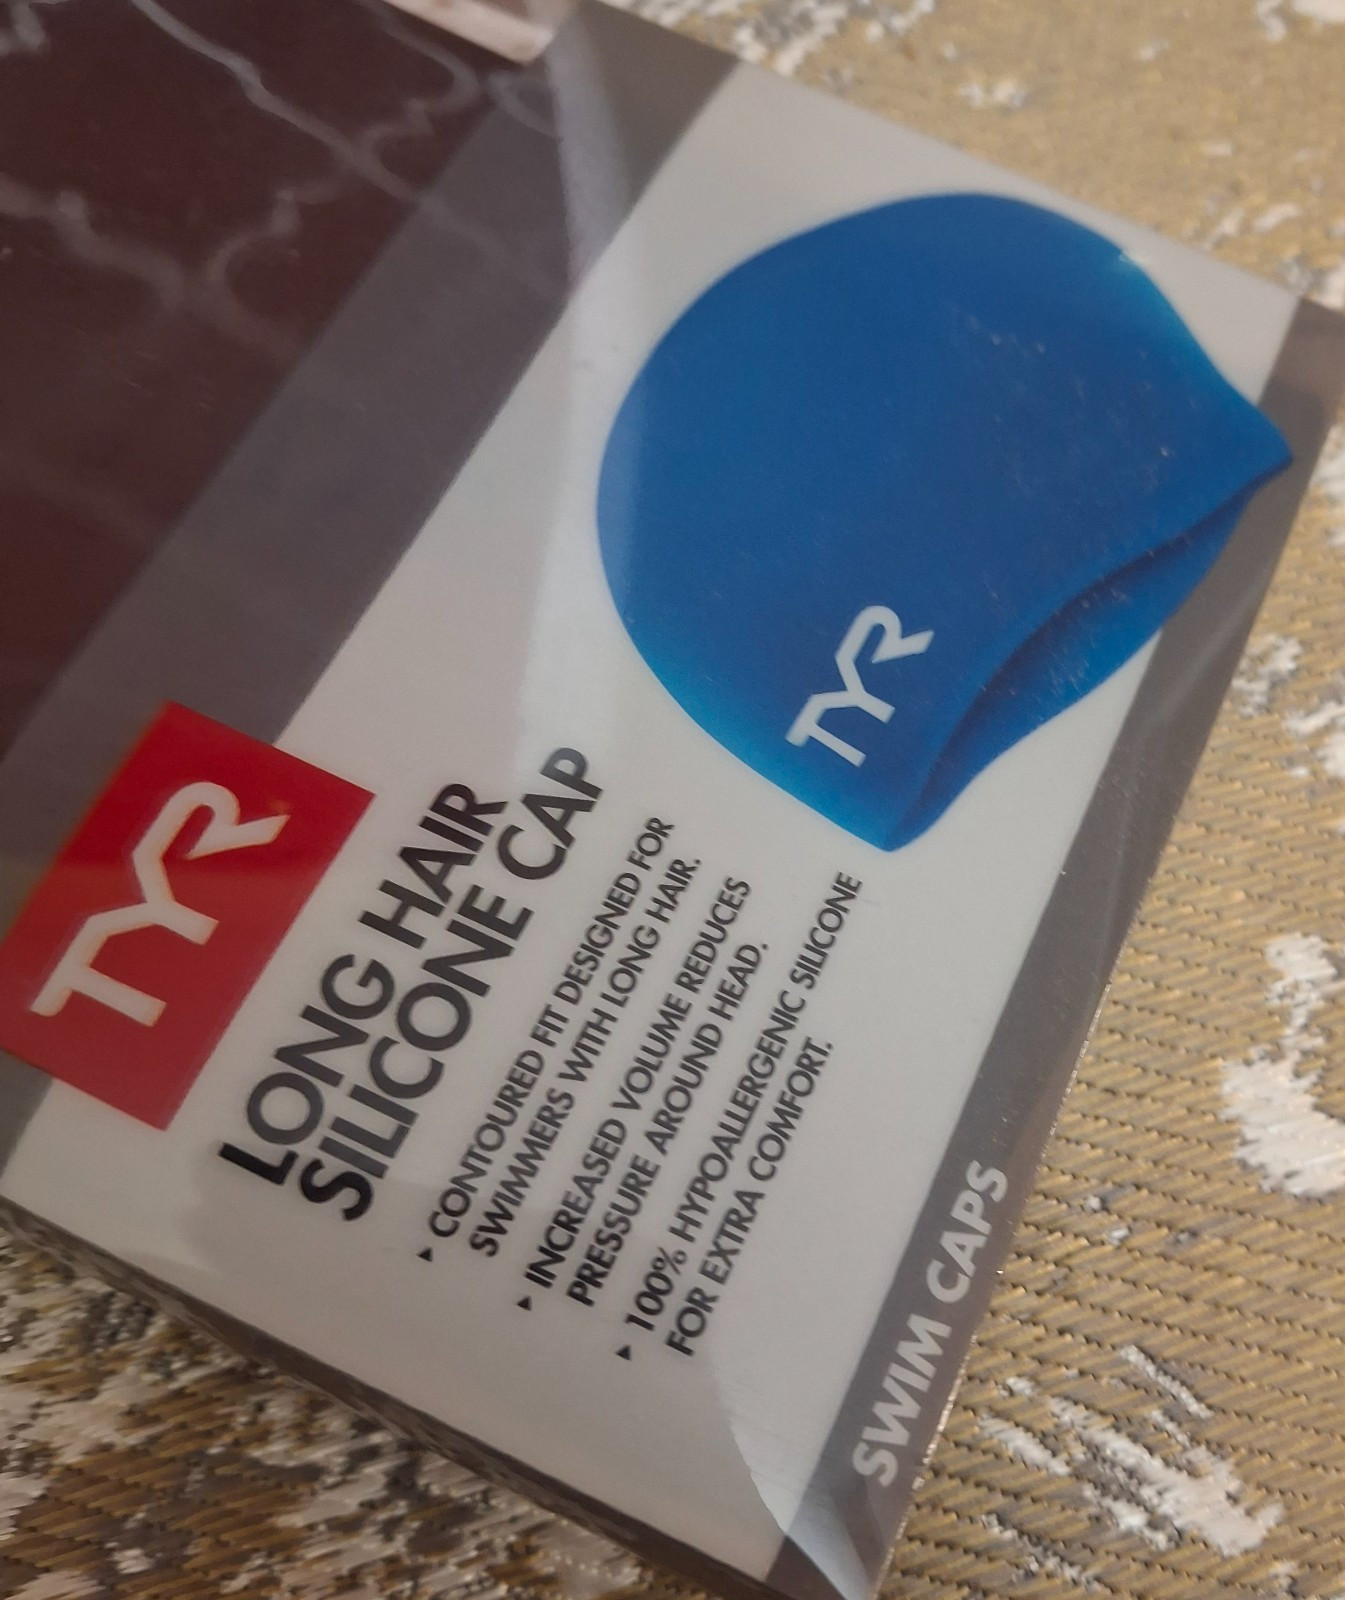 TYR
LONG HAIR
SILICONE CAP
▸ CONTOURED FIT DESIGNED FOR
SWIMMERS WITH LONG HAIR.
▸ INCREASED VOLUME REDUCES
PRESSURE AROUND HEAD.
▸ 100% HYPOALLERGENIC SILICONE
FOR EXTRA COMFORT.
TYR
SWIM CAPS